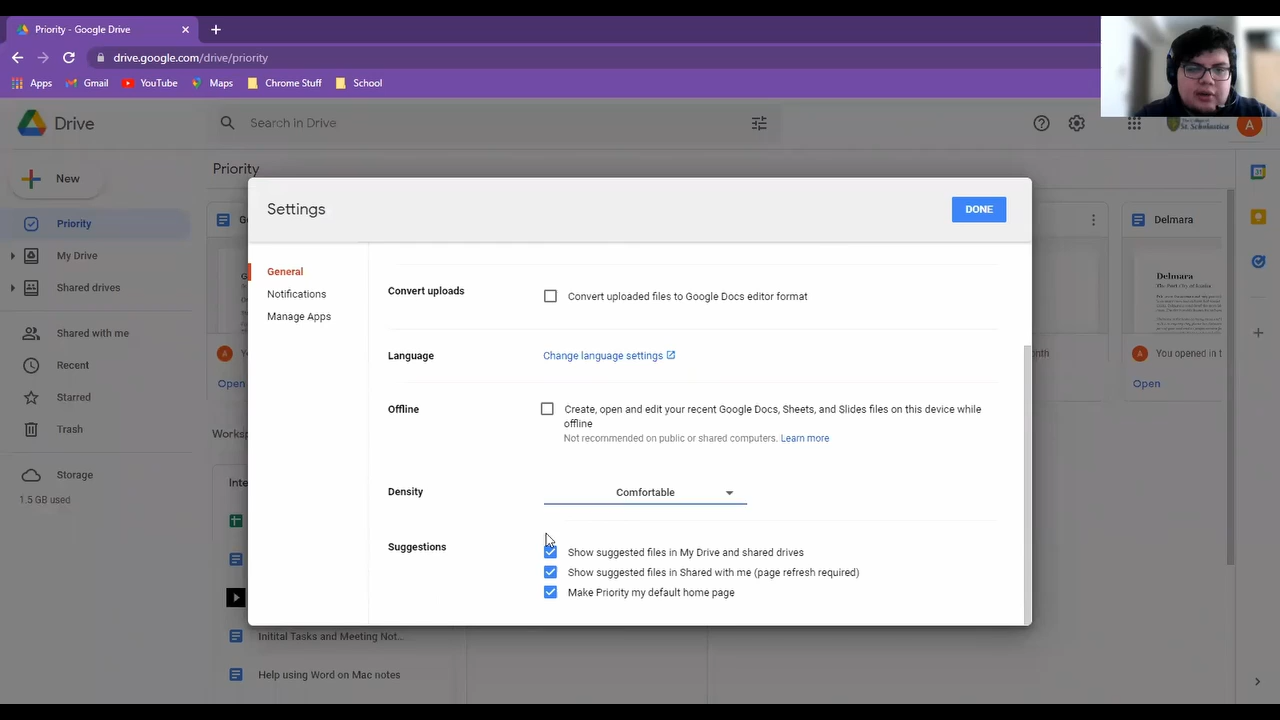 Priority - Google Drive
drive.google.com/drive/priority
Apps
Gmail
YouTube
Maps
Chrome Stuff
School
Drive
Search in Drive
St. Scholastica
A
New
Priority
Priority
My Drive
Shared drives
Shared with me
Recent
Starred
Trash
Storage
1.5 GB used
Settings
DONE
General
Notifications
Manage Apps
Convert uploads
Convert uploaded files to Google Docs editor format
Language
Change language settings
Offline
Create, open and edit your recent Google Docs, Sheets, and Slides files on this device while
offline
Not recommended on public or shared computers. Learn more
Density
Comfortable
Suggestions
Show suggested files in My Drive and shared drives
Show suggested files in Shared with me (page refresh required)
Make Priority my default home page
Delmara
Delmara
A
You opened in t
Open
A
Open
Initital Tasks and Meeting Not...
Help using Word on Mac notes
31